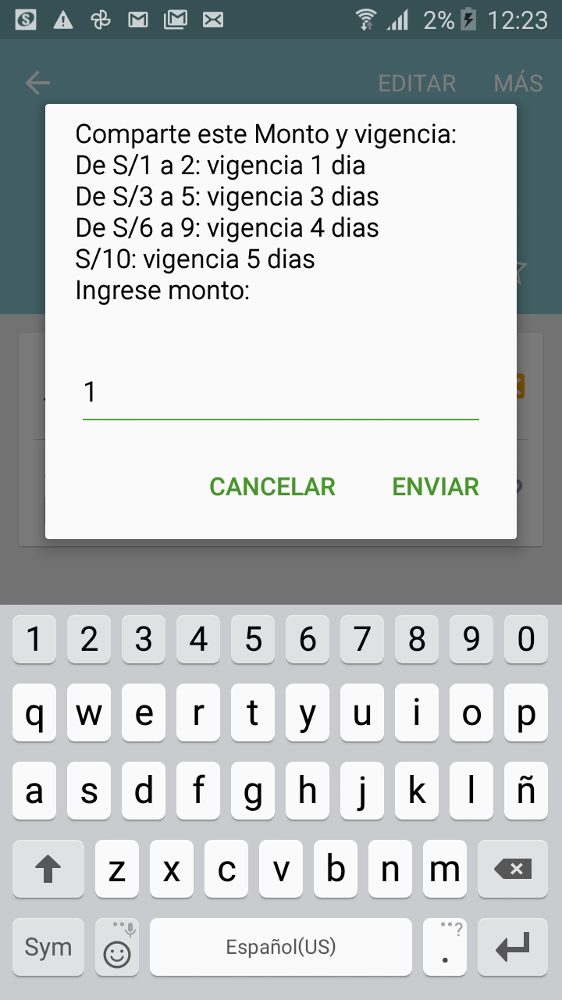 2% 12:23
EDITAR MÁS
Comparte este Monto y vigencia:
De S/1 a 2: vigencia 1 dia
De S/3 a 5: vigencia 3 dias
De S/6 a 9: vigencia 4 dias
S/10: vigencia 5 dias
Ingrese monto:
1
CANCELAR ENVIAR
1 2 3 4 5 6 7 8 9 0
q w e r t y u i o p
a s d f g h j k l ñ
z x c v b n m
Sym Español(US) . ?